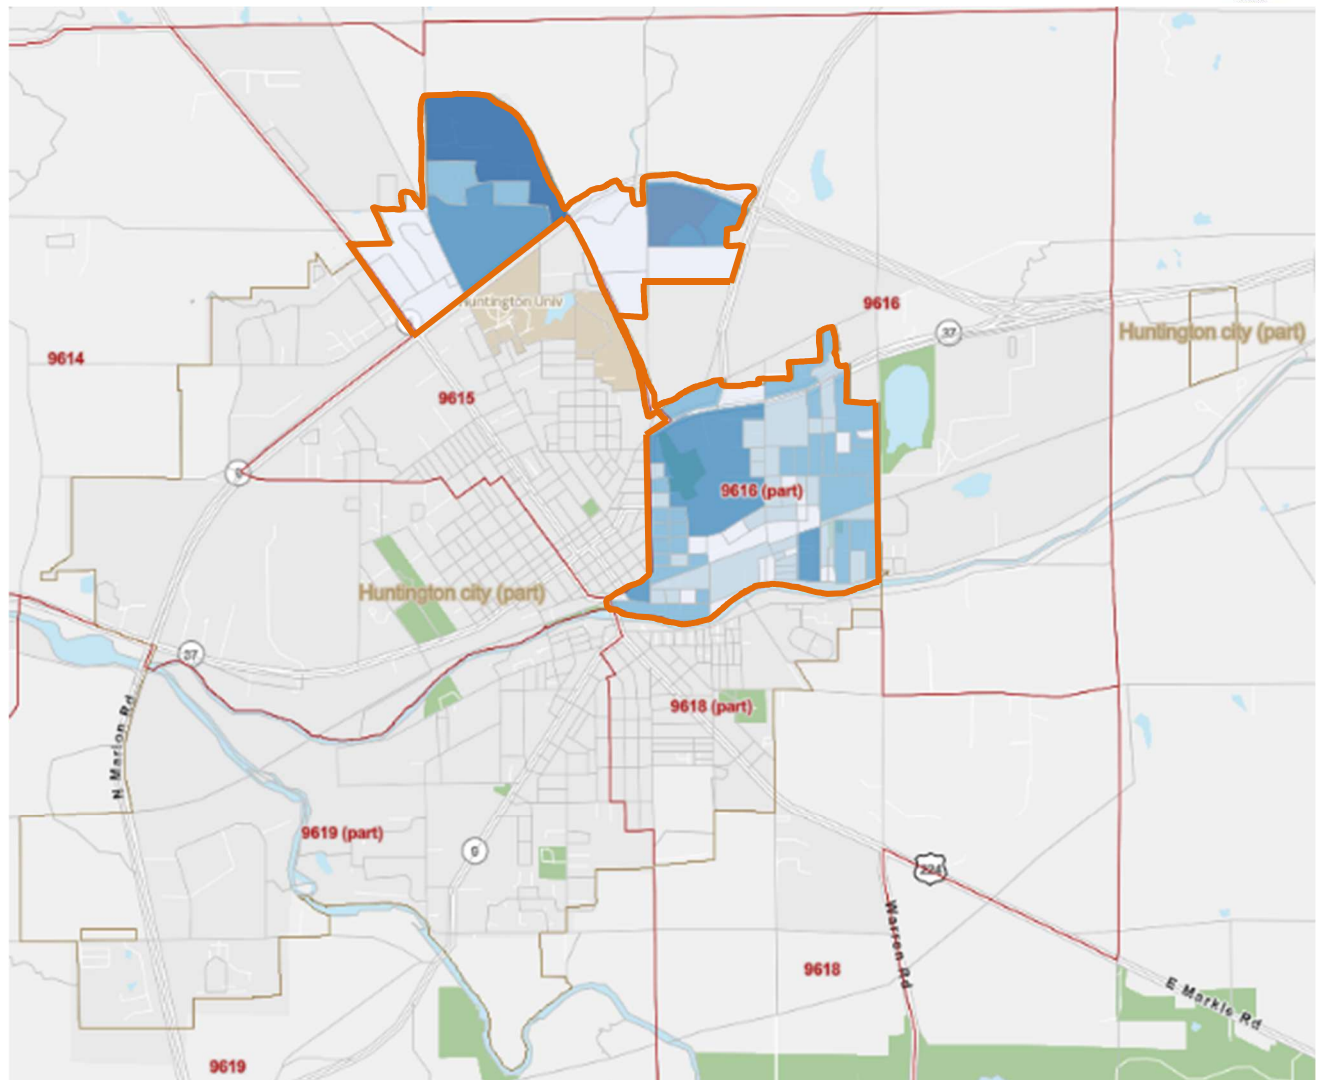 Huntington Univ
9616
37
Huntington city (part)
9614
9615
9
9616 (part)
Huntington city (part)
37
9618 (part)
N Marion Rd
9619 (part)
9
224
Warren Rd
9618
E Markle Rd
9619